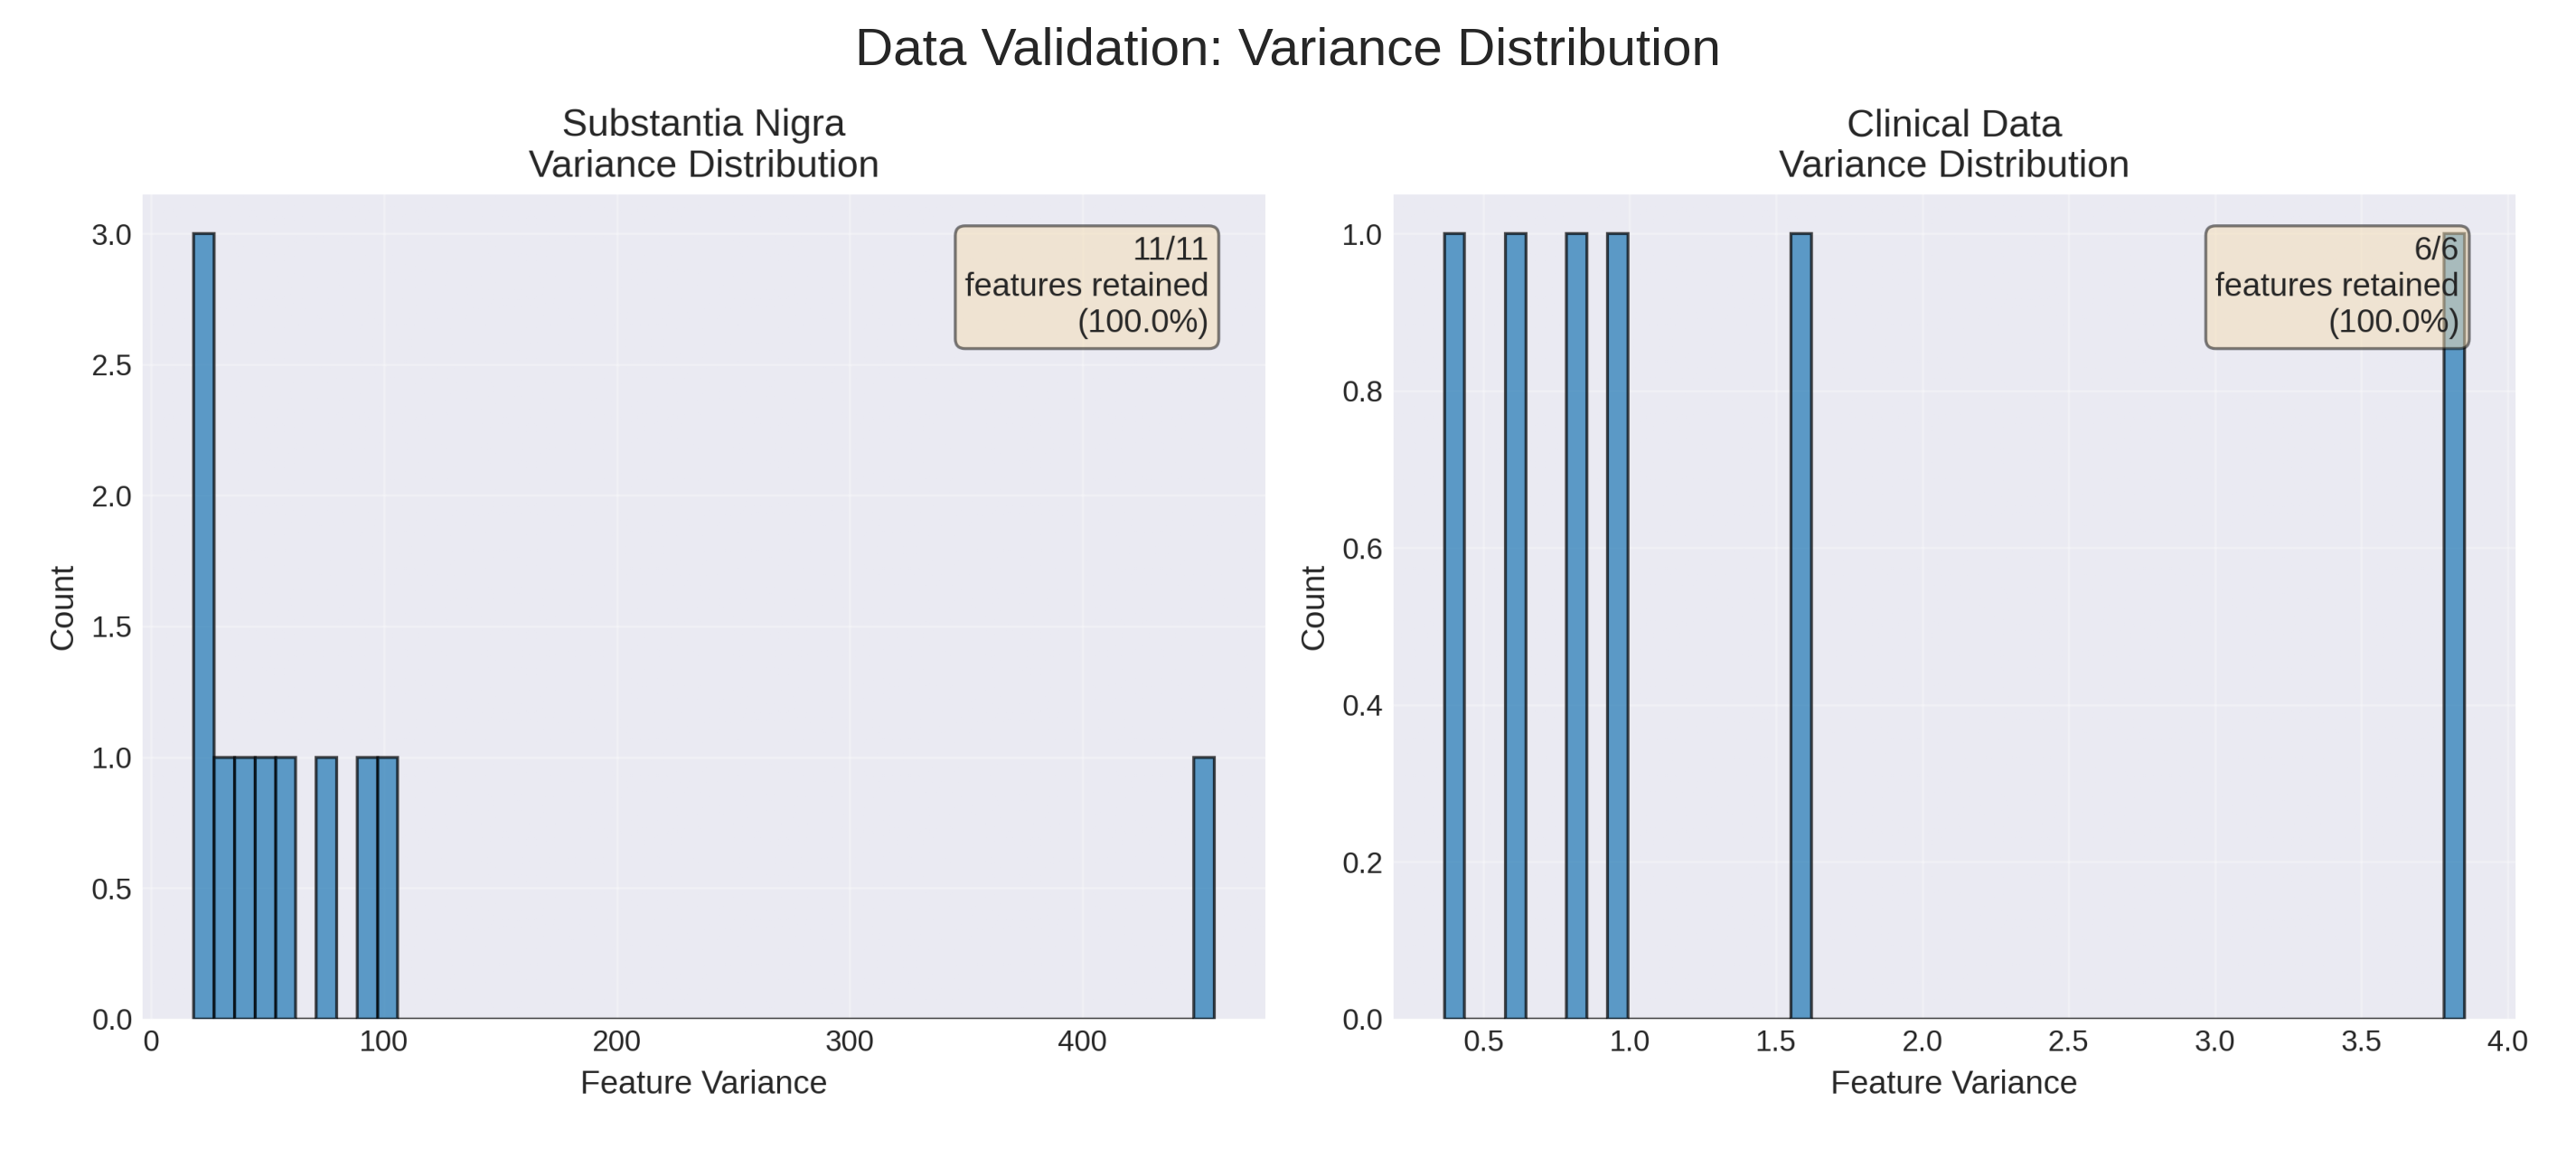 Data Validation: Variance Distribution
Substantia Nigra
Variance Distribution
11/11
features retained
(100.0%)
3.0
2.5
2.0
1.5
1.0
0.5
0.0
Count
0 100 200 300 400
Feature Variance
Clinical Data
Variance Distribution
6/6
features retained
(100.0%)
1.0
0.8
0.6
0.4
0.2
0.0
Count
0.5 1.0 1.5 2.0 2.5 3.0 3.5 4.0
Feature Variance